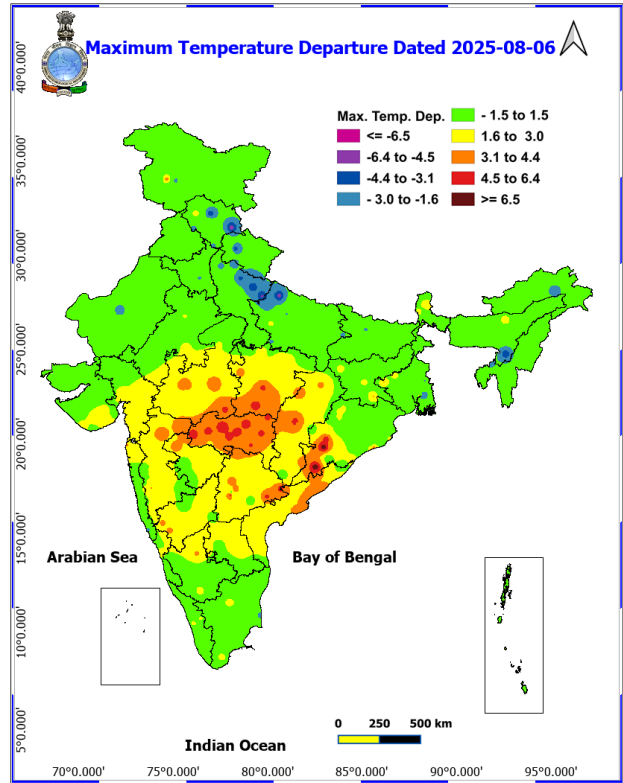 Maximum Temperature Departure Dated 2025-08-06
Max. Temp. Dep.
<= -6.5
-6.4 to -4.5
-4.4 to -3.1
- 3.0 to -1.6
- 1.5 to 1.5
1.6 to 3.0
3.1 to 4.4
4.5 to 6.4
>= 6.5
40°0.000'
35°0.000'
30°0.000'
25°0.000'
20°0.000'
15°0.000'
10°0.000'
5°0.000'
Arabian Sea
Bay of Bengal
Indian Ocean
0 250 500 km
70°0.000' 75°0.000' 80°0.000' 85°0.000' 90°0.000' 95°0.000'